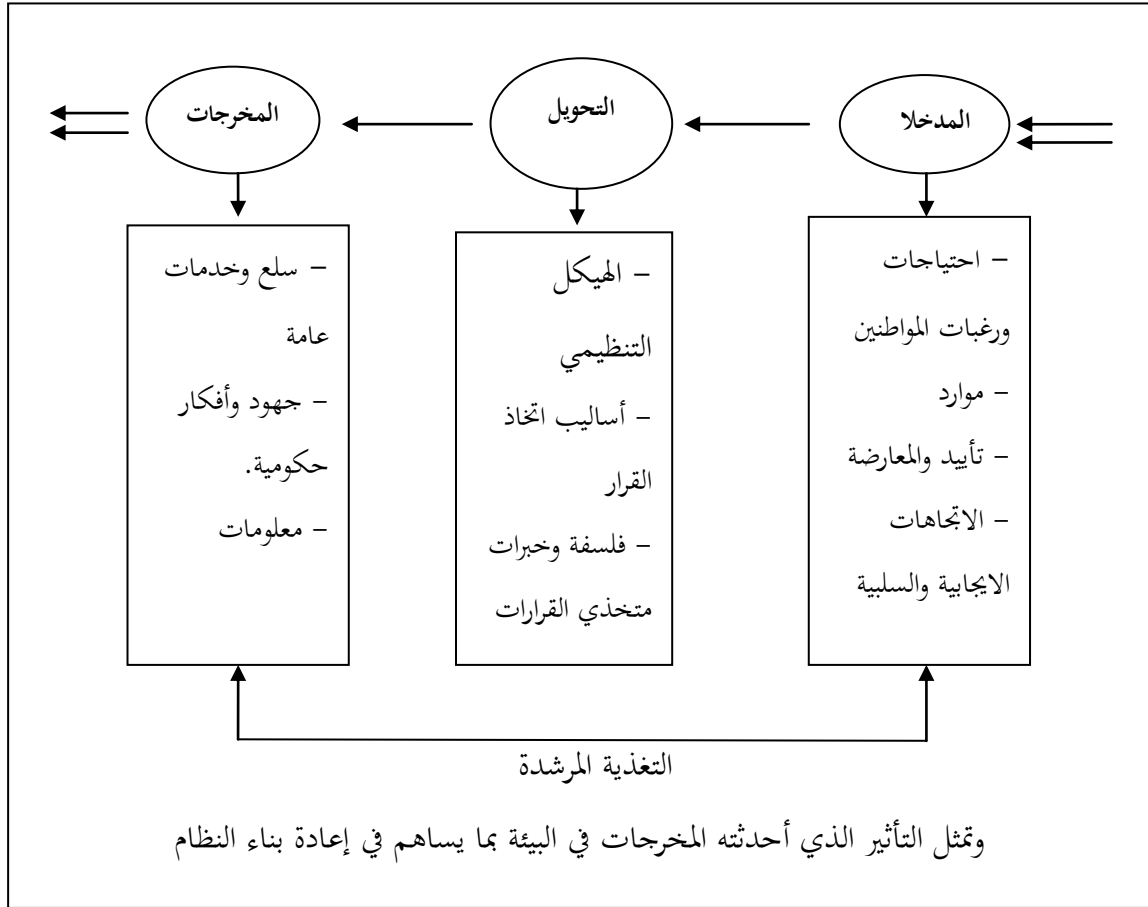 المدخلا
التحويل
المخرجات
– احتياجات
ورغبات المواطنين
– موارد
– تأييد والمعارضة
– الاتجاهات
الايجابية والسلبية
– الهيكل
التنظيمي
– أساليب اتخاذ
القرار
– فلسفة وخبرات
متخذي القرارات
– سلع وخدمات
عامة
– جهود وأفكار
حكومية.
– معلومات
التغذية المرشدة
وتمثل التأثير الذي أحدثته المخرجات في البيئة بما يساهم في إعادة بناء النظام